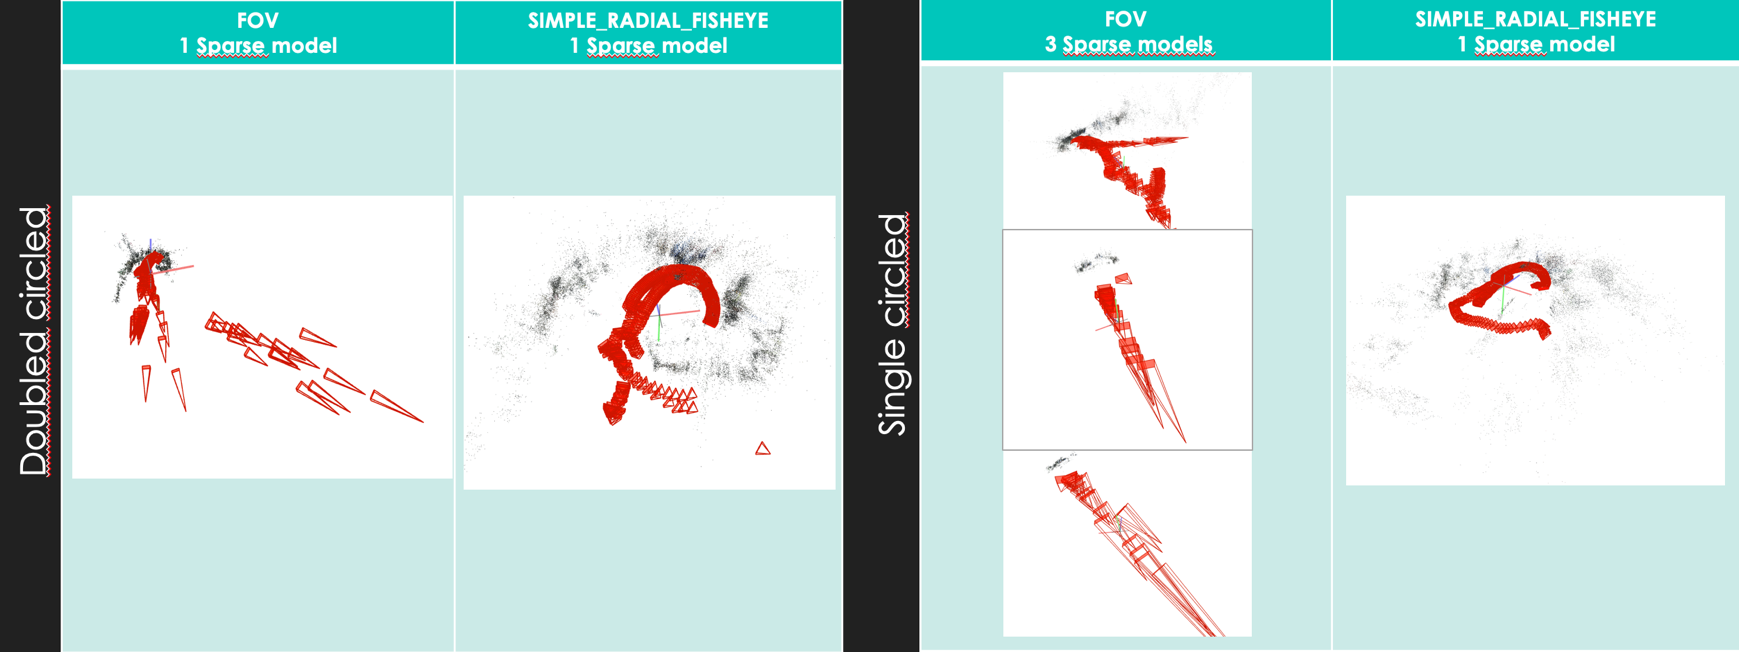 Doubled circled
FOV
1 Sparse model
SIMPLE_RADIAL_FISHEYE
1 Sparse model
Single circled
FOV
3 Sparse models
SIMPLE_RADIAL_FISHEYE
1 Sparse model